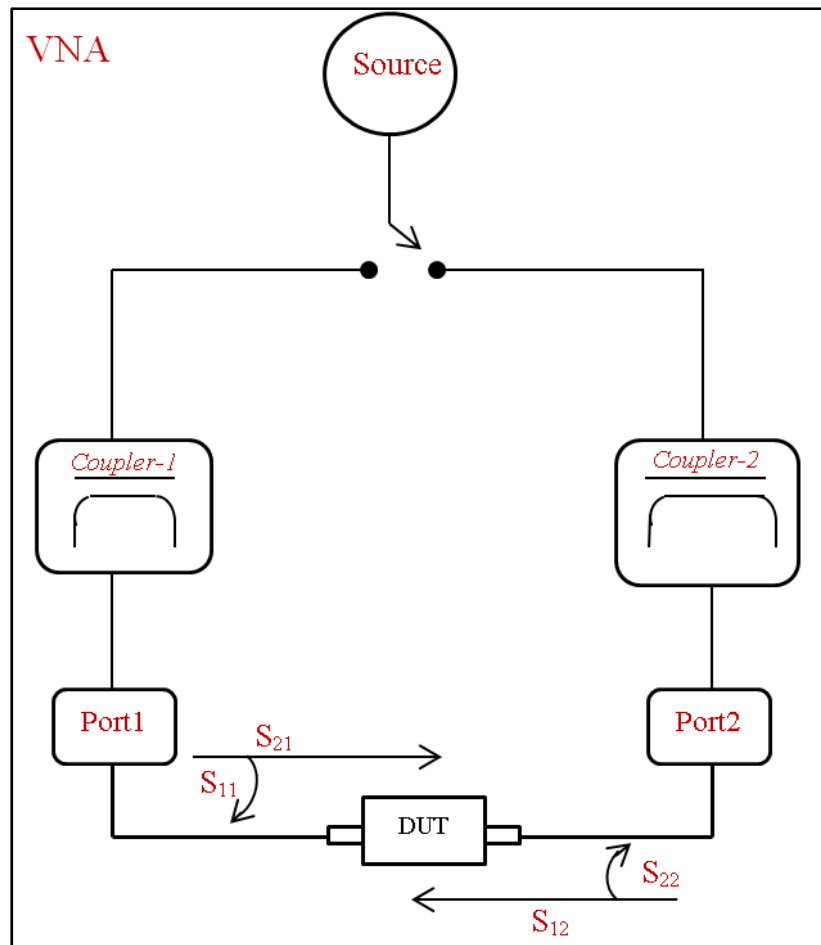 VNA
Source
Coupler-1
Coupler-2
Port1
Port2
S₂₁
S₁₁
DUT
S₂₂
S₁₂